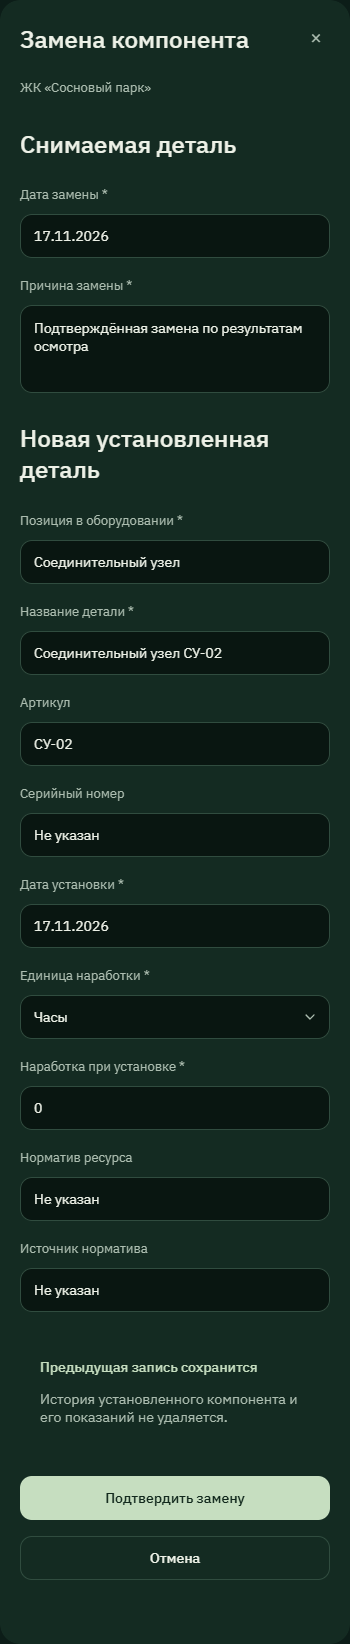 Замена компонента
×
ЖК «Сосновый парк»
Снимаемая деталь
Дата замены *
17.11.2026
Причина замены *
Подтверждённая замена по результатам
осмотра
Новая установленная
деталь
Позиция в оборудовании *
Соединительный узел
Название детали *
Соединительный узел СУ-02
Артикул
СУ-02
Серийный номер
Не указан
Дата установки *
17.11.2026
Единица наработки *
Часы
Наработка при установке *
0
Норматив ресурса
Не указан
Источник норматива
Не указан
Предыдущая запись сохранится
История установленного компонента и
его показаний не удаляется.
Подтвердить замену
Отмена